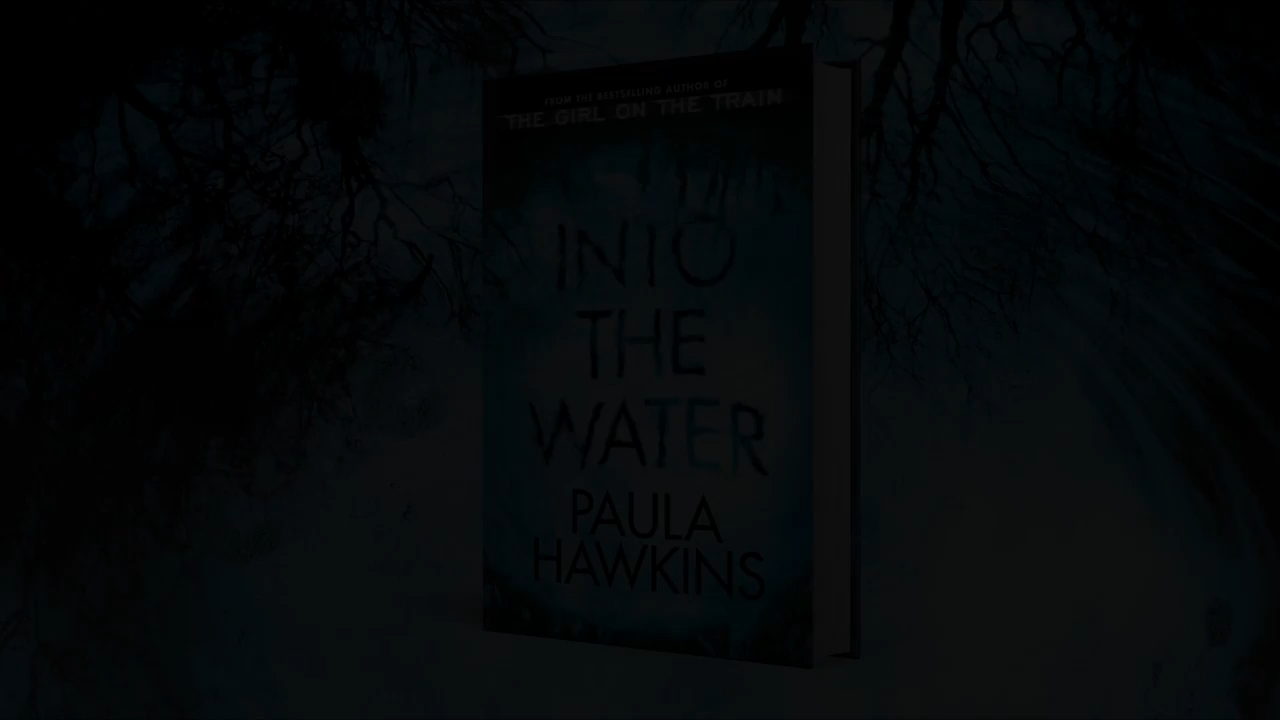 FROM THE BESTSELLING AUTHOR OF
THE GIRL ON THE TRAIN
INTO
THE
WATER
PAULA
HAWKINS